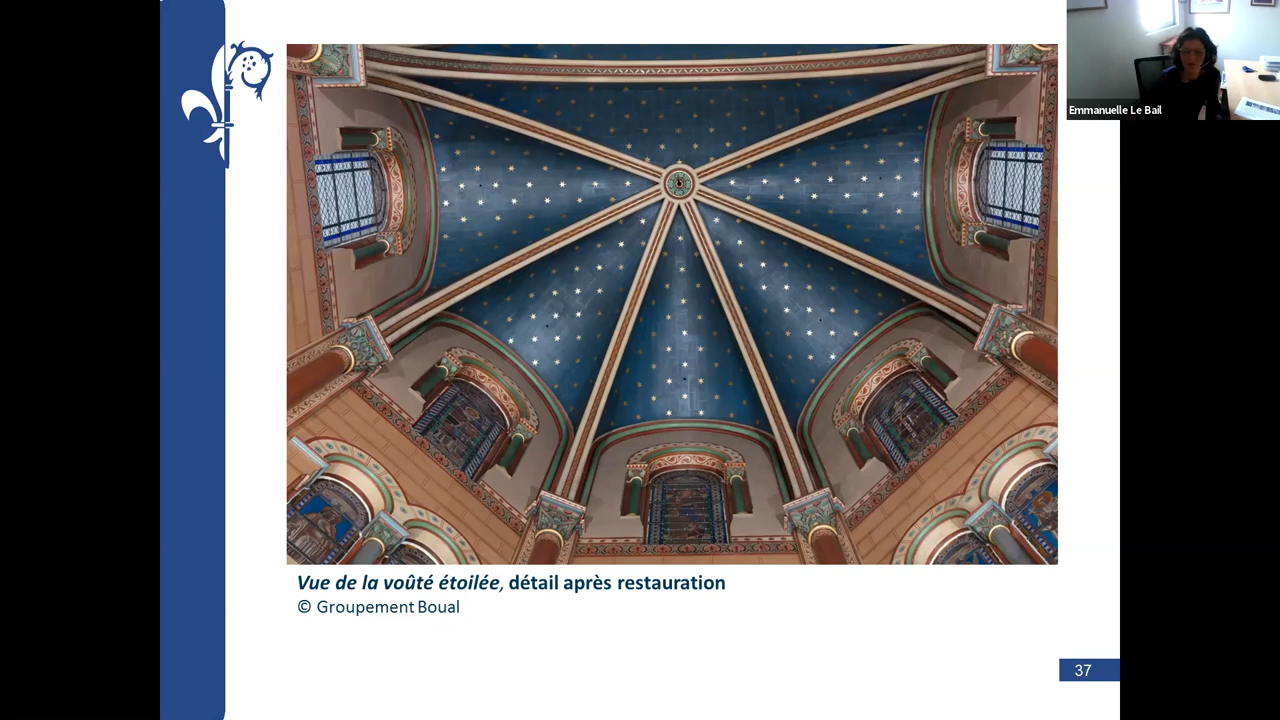 Emmanuelle Le Bail
Vue de la voûté étoilée, détail après restauration
© Groupement Boual
37